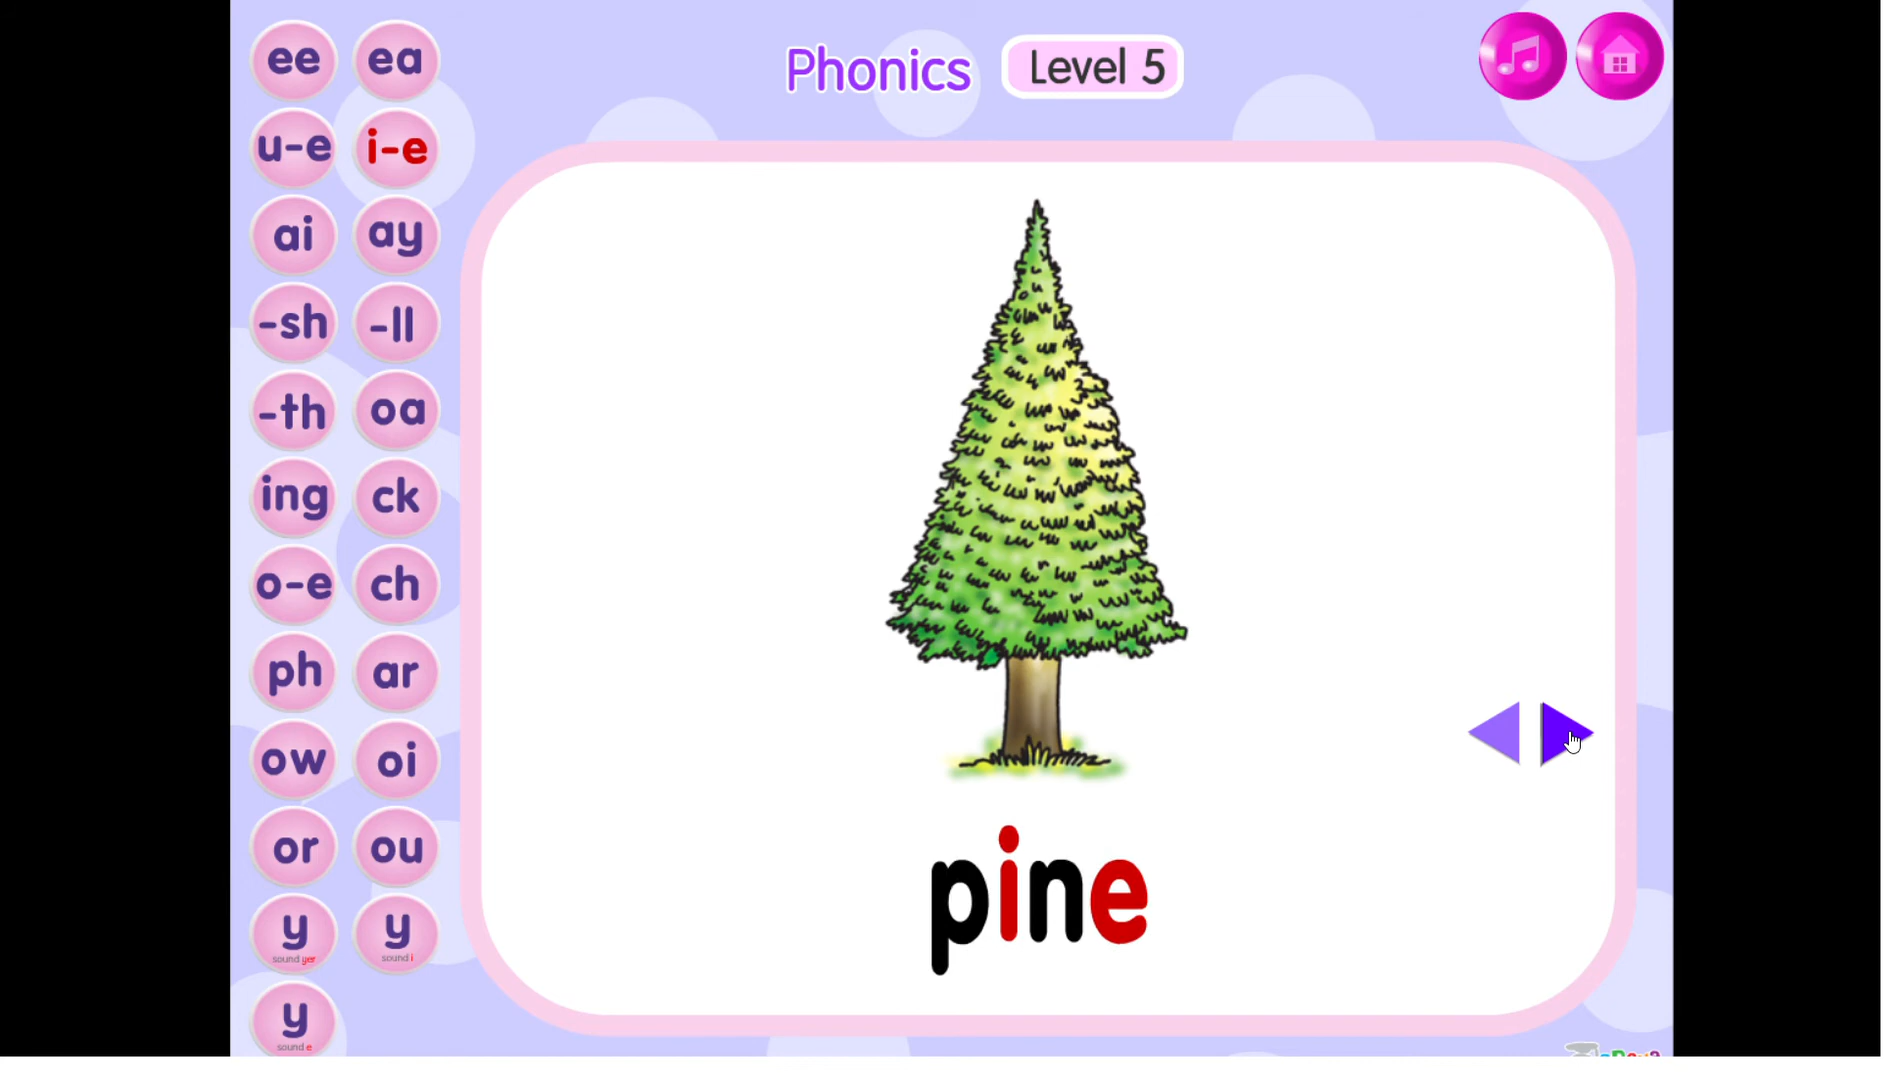 Phonics Level 5
ee ea
u-e i-e
ai ay
-sh -ll
-th oa
ing ck
o-e ch
ph ar
ow oi
or ou
y y
sound yer sound i
y
sound e
pine